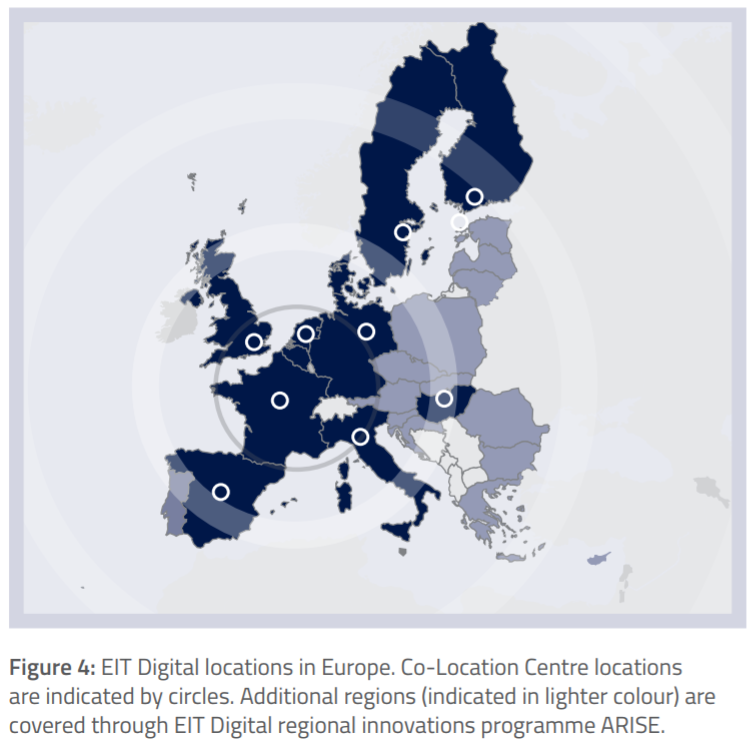 Figure 4: EIT Digital locations in Europe. Co-Location Centre locations
are indicated by circles. Additional regions (indicated in lighter colour) are
covered through EIT Digital regional innovations programme ARISE.